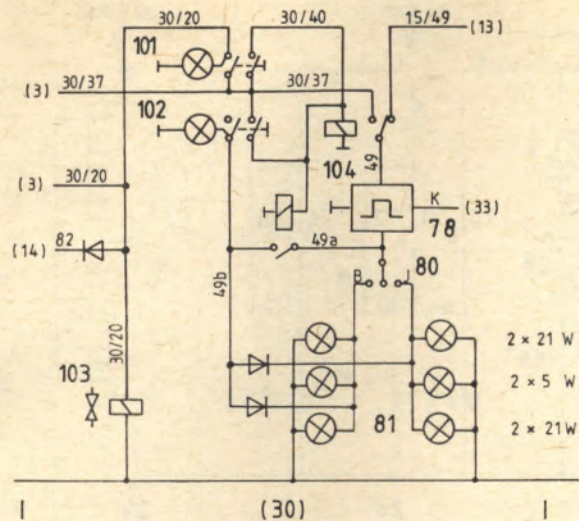 30/20
30/40
15/49
101
(13)
(3)
30/37
30/37
102
49
104
(3)
30/20
K
(33)
78
(14)
82
49a
80
B
J
49b
30/20
2 × 21 W
103
2 × 5 W
81
2 × 21 W
(30)